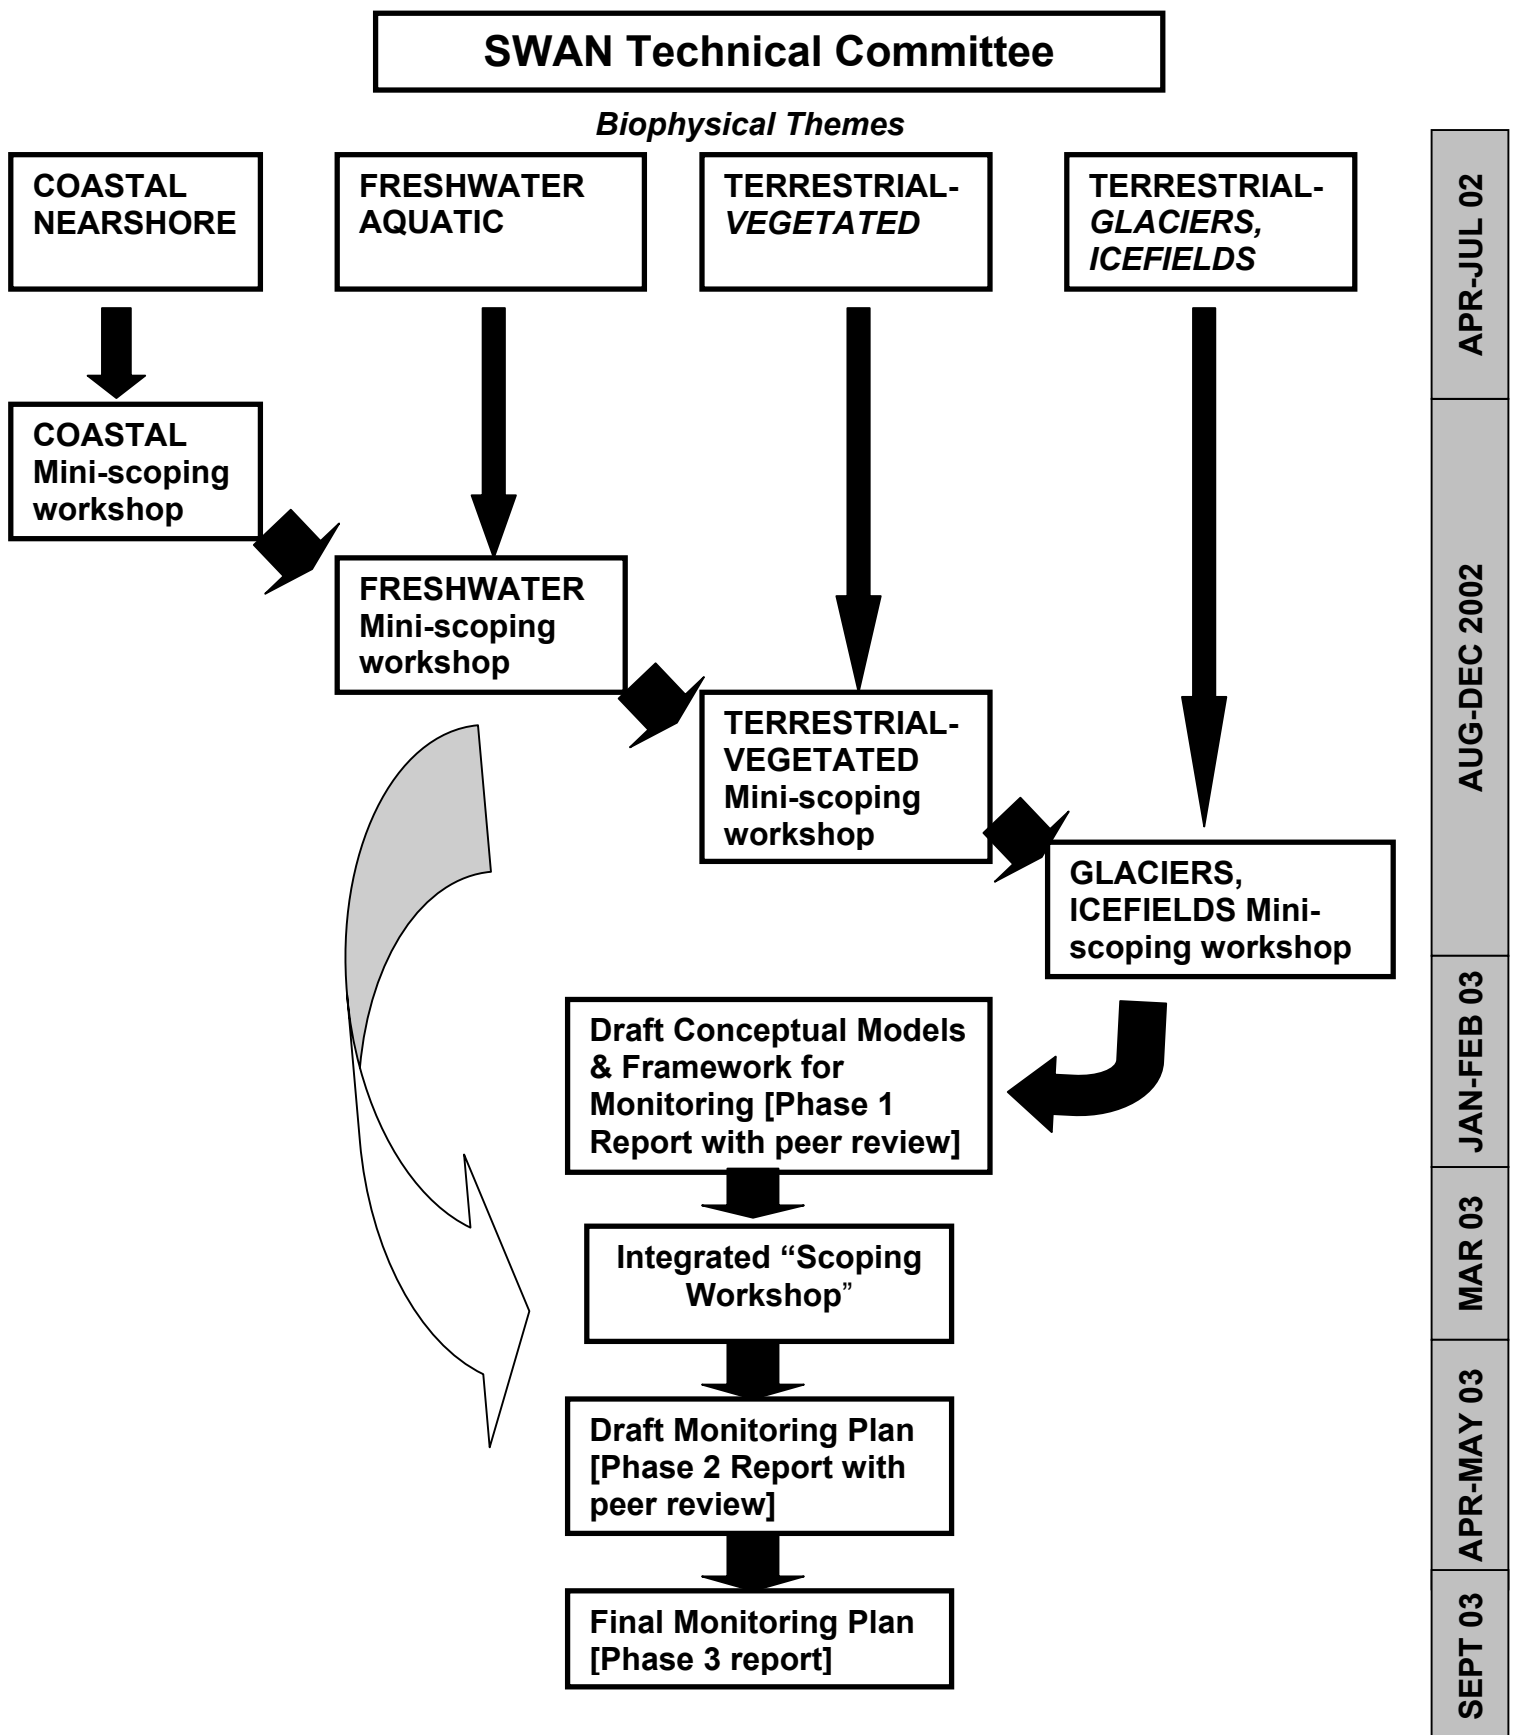 SWAN Technical Committee
Biophysical Themes
COASTAL
NEARSHORE
FRESHWATER
AQUATIC
TERRESTRIAL-
VEGETATED
TERRESTRIAL-
GLACIERS,
ICEFIELDS
APR-JUL 02
COASTAL
Mini-scoping
workshop
FRESHWATER
Mini-scoping
workshop
TERRESTRIAL-
VEGETATED
Mini-scoping
workshop
GLACIERS,
ICEFIELDS Mini-
scoping workshop
AUG-DEC 2002
Draft Conceptual Models
& Framework for
Monitoring [Phase 1
Report with peer review]
JAN-FEB 03
Integrated “Scoping
Workshop”
MAR 03
Draft Monitoring Plan
[Phase 2 Report with
peer review]
APR-MAY 03
Final Monitoring Plan
[Phase 3 report]
SEPT 03